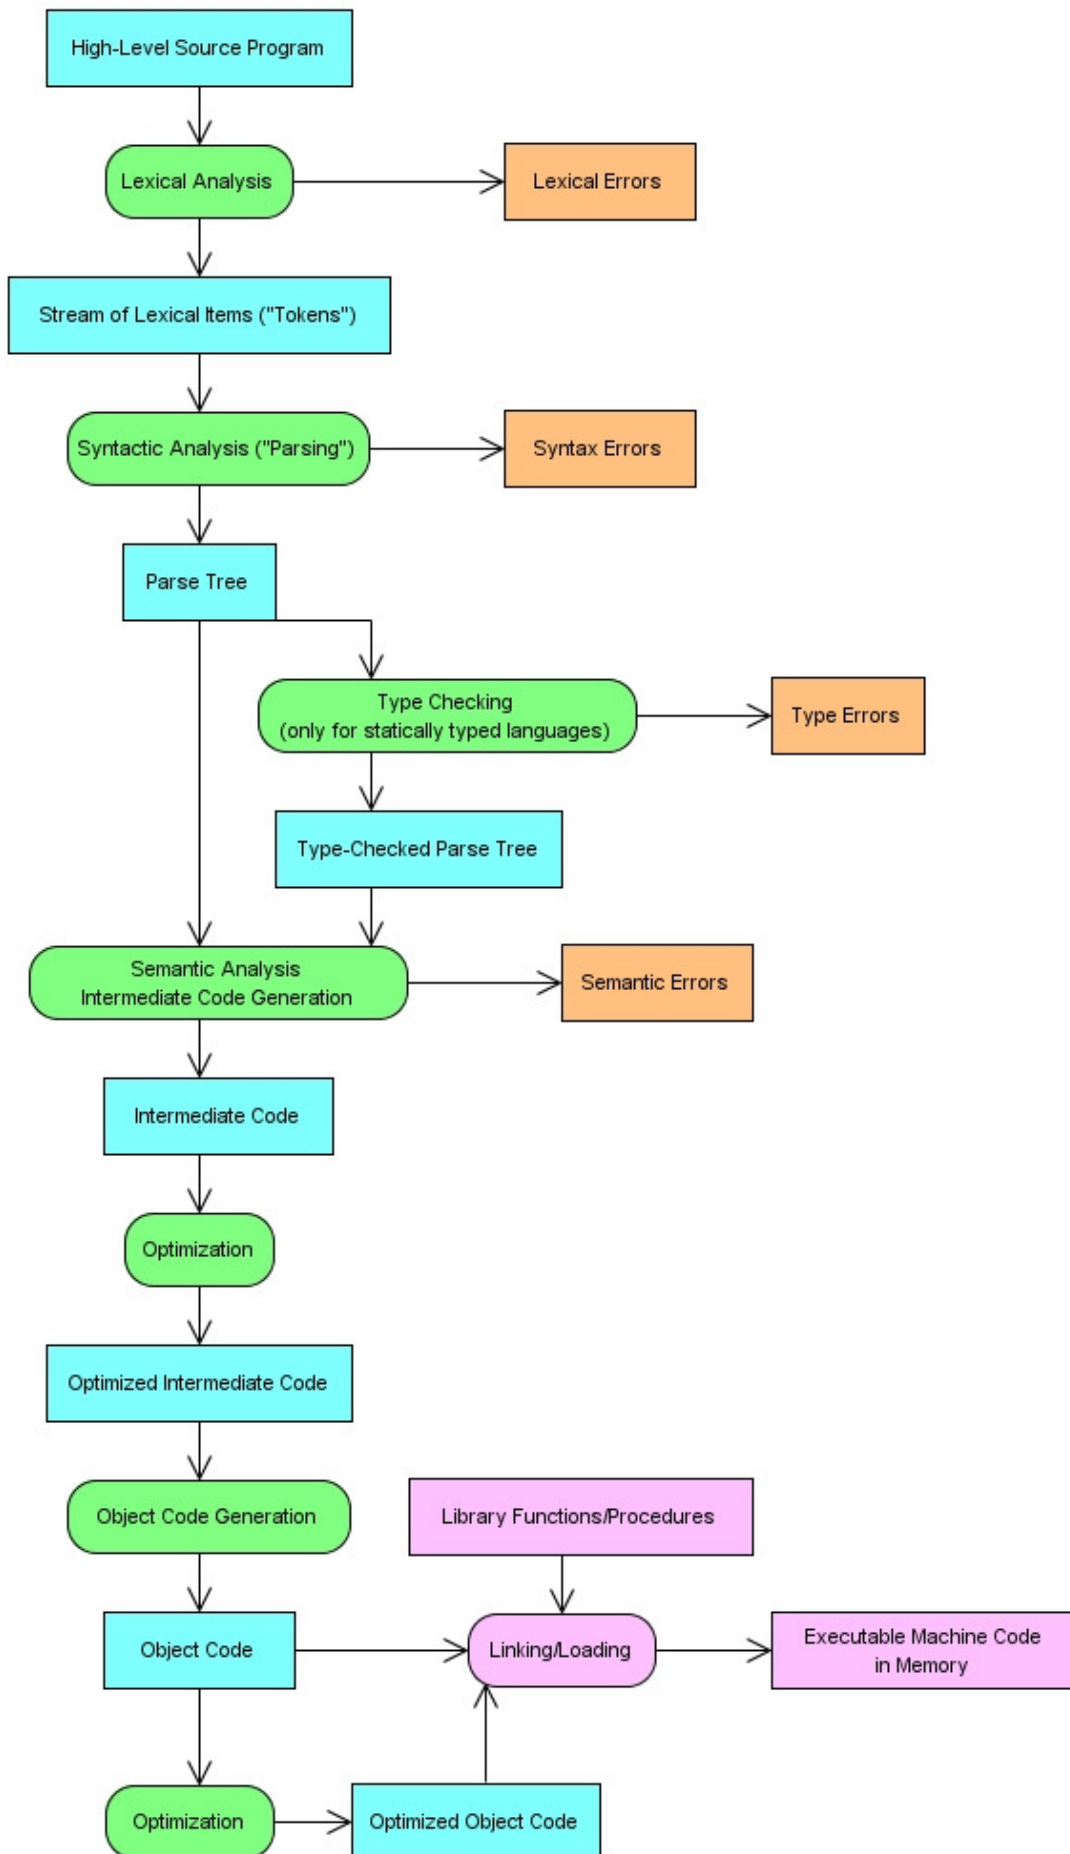 High-Level Source Program
Lexical Analysis
Lexical Errors
Stream of Lexical Items ("Tokens")
Syntactic Analysis ("Parsing")
Syntax Errors
Parse Tree
Type Checking
(only for statically typed languages)
Type Errors
Type-Checked Parse Tree
Semantic Analysis
Intermediate Code Generation
Semantic Errors
Intermediate Code
Optimization
Optimized Intermediate Code
Object Code Generation
Library Functions/Procedures
Object Code
Linking/Loading
Executable Machine Code
in Memory
Optimization
Optimized Object Code